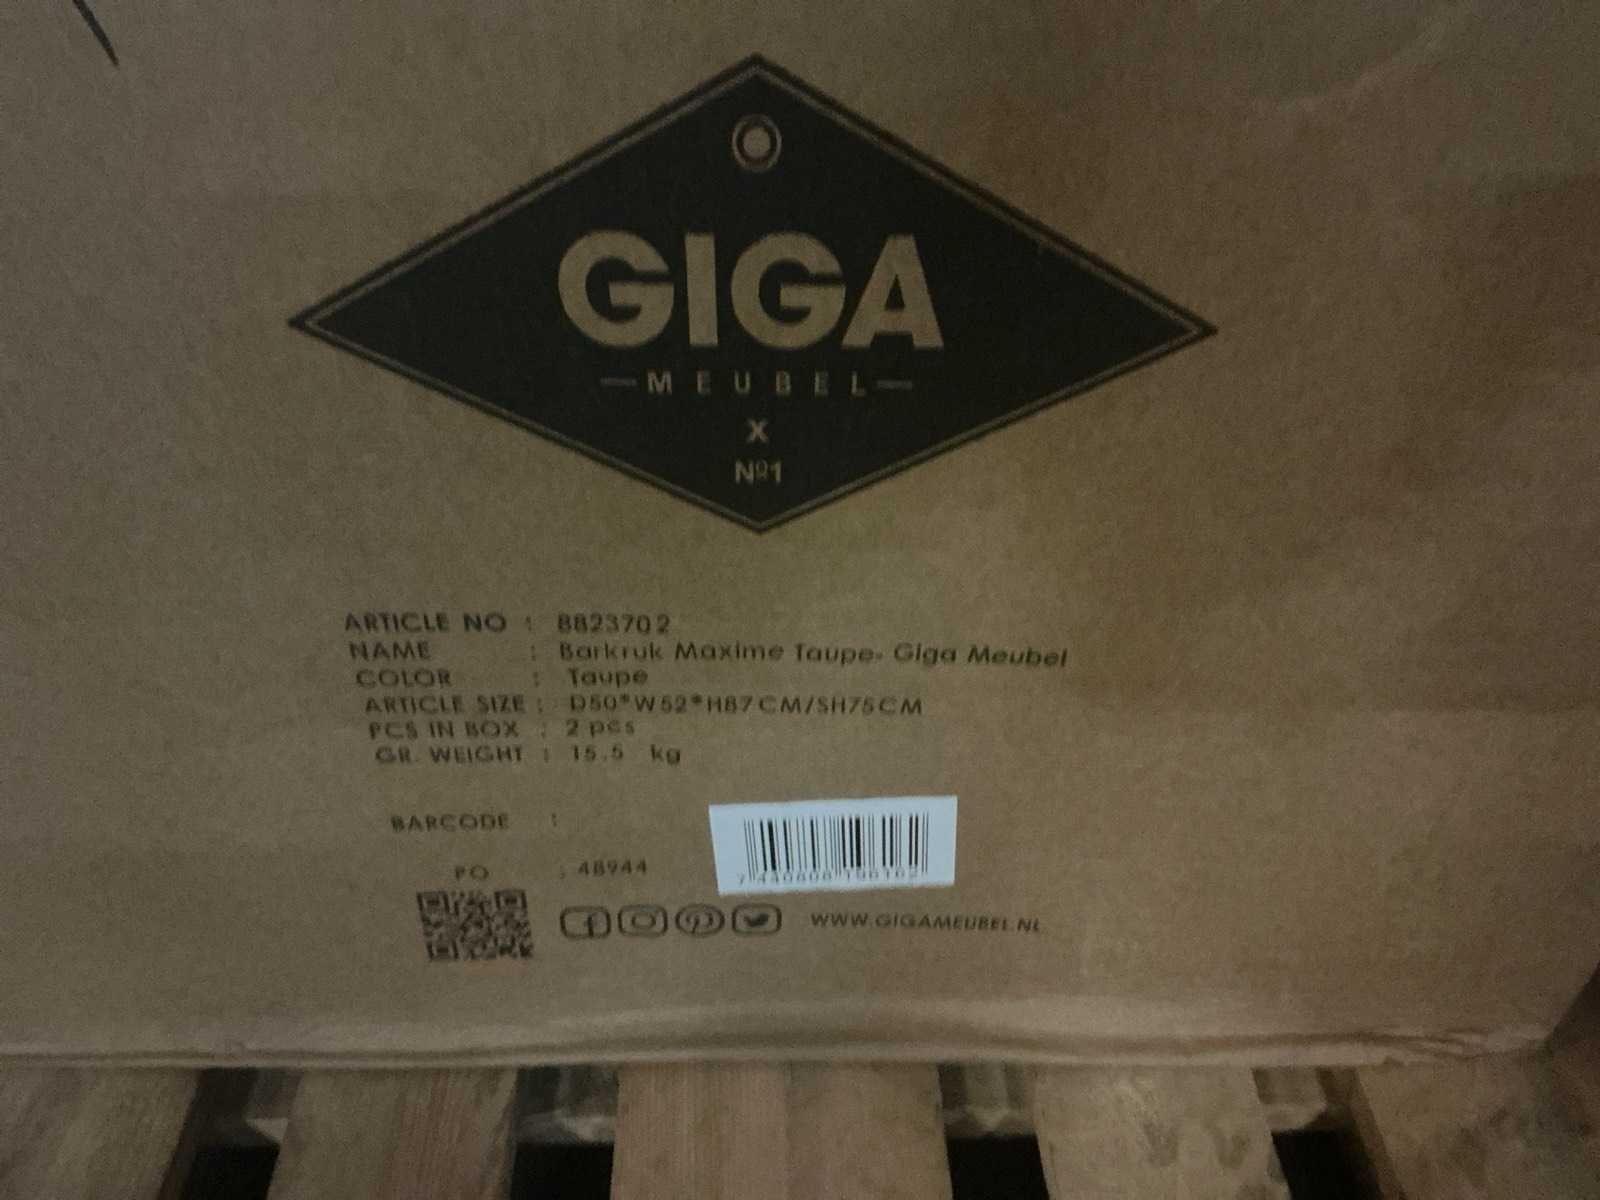 GIGA
MEUBEL
X
Nº1
ARTICLE NO : 8823702
NAME : Barkruk Maxime Taupe- Giga Meubel
COLOR : Taupe
ARTICLE SIZE : D50*W52*H87CM/SH75CM
PCS IN BOX : 2 pcs
GR. WEIGHT : 15.5 kg
BARCODE :
PO : 48944
WWW.GIGAMEUBEL.NL